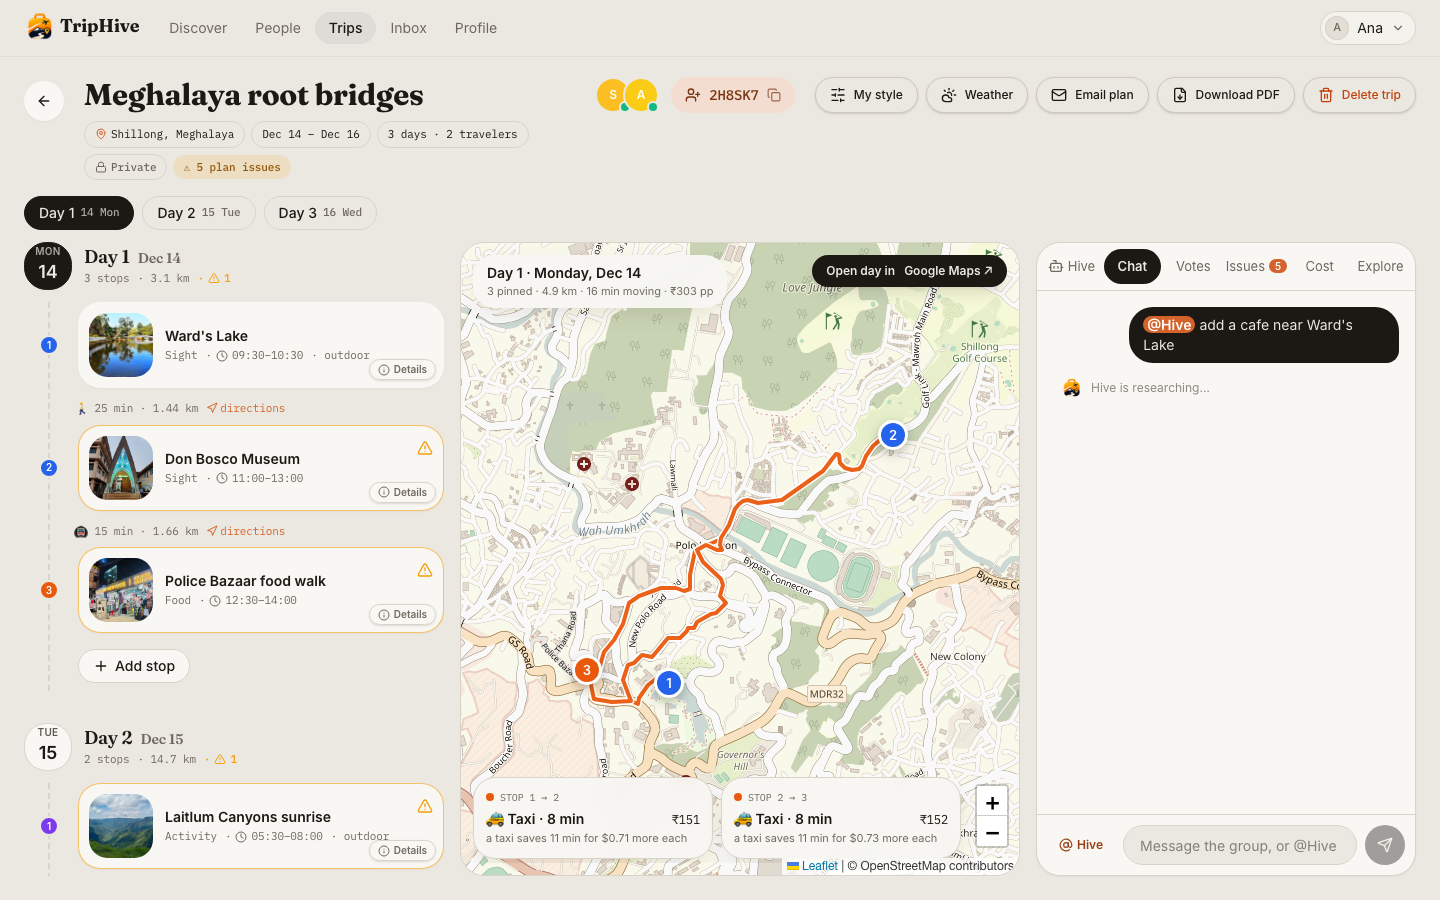 TripHive
Discover
People
Trips
Inbox
Profile
A
Ana
Meghalaya root bridges
S
A
2H8SK7
My style
Weather
Email plan
Download PDF
Delete trip
Shillong, Meghalaya
Dec 14 – Dec 16
3 days · 2 travelers
Private
⚠ 5 plan issues
Day 1 14 Mon
Day 2 15 Tue
Day 3 16 Wed
MON
14
Day 1 Dec 14
3 stops · 3.1 km · 1
1
Ward's Lake
Sight · 09:30–10:30 · outdoor
Details
25 min · 1.44 km directions
2
Don Bosco Museum
Sight · 11:00–13:00
Details
15 min · 1.66 km directions
3
Police Bazaar food walk
Food · 12:30–14:00
Details
+ Add stop
TUE
15
Day 2 Dec 15
2 stops · 14.7 km · 1
1
Laitlum Canyons sunrise
Activity · 05:30–08:00 · outdoor
Details
Day 1 · Monday, Dec 14
3 pinned · 4.9 km · 16 min moving · ₹303 pp
Open day in Google Maps ↗
Love Jungle
Mawroh Main Road
Golf Link
Shillong
Golf Course
2
Lawmali
Wah Umkhrah
Polo
Bypass Connector
Bypass Co
New Polo Road
Thana Road
Police Baza
GS Road
3
1
New Colony
MDR32
Boucher Road
Governor's
Hill
STOP 1 → 2
Taxi · 8 min
₹151
a taxi saves 11 min for $0.71 more each
STOP 2 → 3
Taxi · 8 min
₹152
a taxi saves 11 min for $0.73 more each
+
−
Leaflet | © OpenStreetMap contributors
Hive
Chat
Votes
Issues 5
Cost
Explore
@Hive add a cafe near Ward's
Lake
Hive is researching...
@ Hive
Message the group, or @Hive